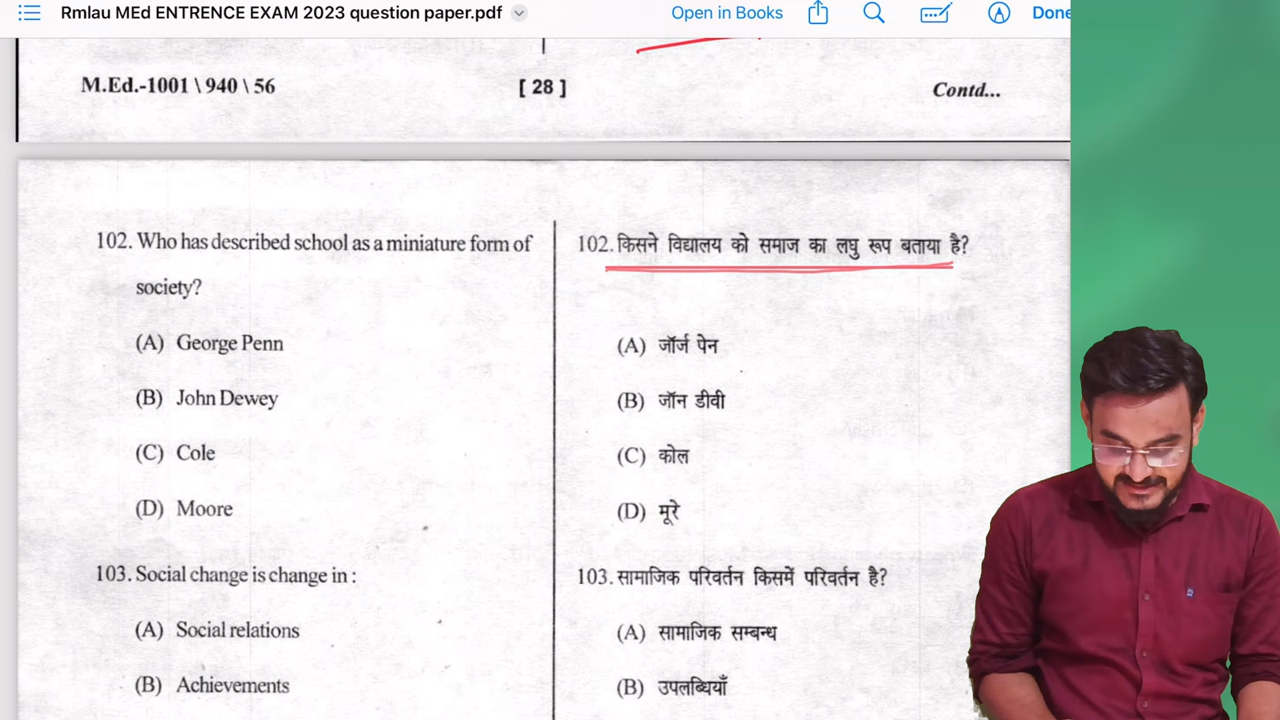 Rmlau MEd ENTRENCE EXAM 2023 question paper.pdf
Open in Books
Done
M.Ed.-1001 \ 940 \ 56
[ 28 ]
Contd...
102. Who has described school as a miniature form of
society?
(A) George Penn
(B) John Dewey
(C) Cole
(D) Moore
103. Social change is change in :
(A) Social relations
(B) Achievements
102. किसने विद्यालय को समाज का लघु रूप बताया है?
(A) जॉर्ज पेन
(B) जॉन डीवी
(C) कोल
(D) मूरे
103. सामाजिक परिवर्तन किसमें परिवर्तन है?
(A) सामाजिक सम्बन्ध
(B) उपलब्धियाँ